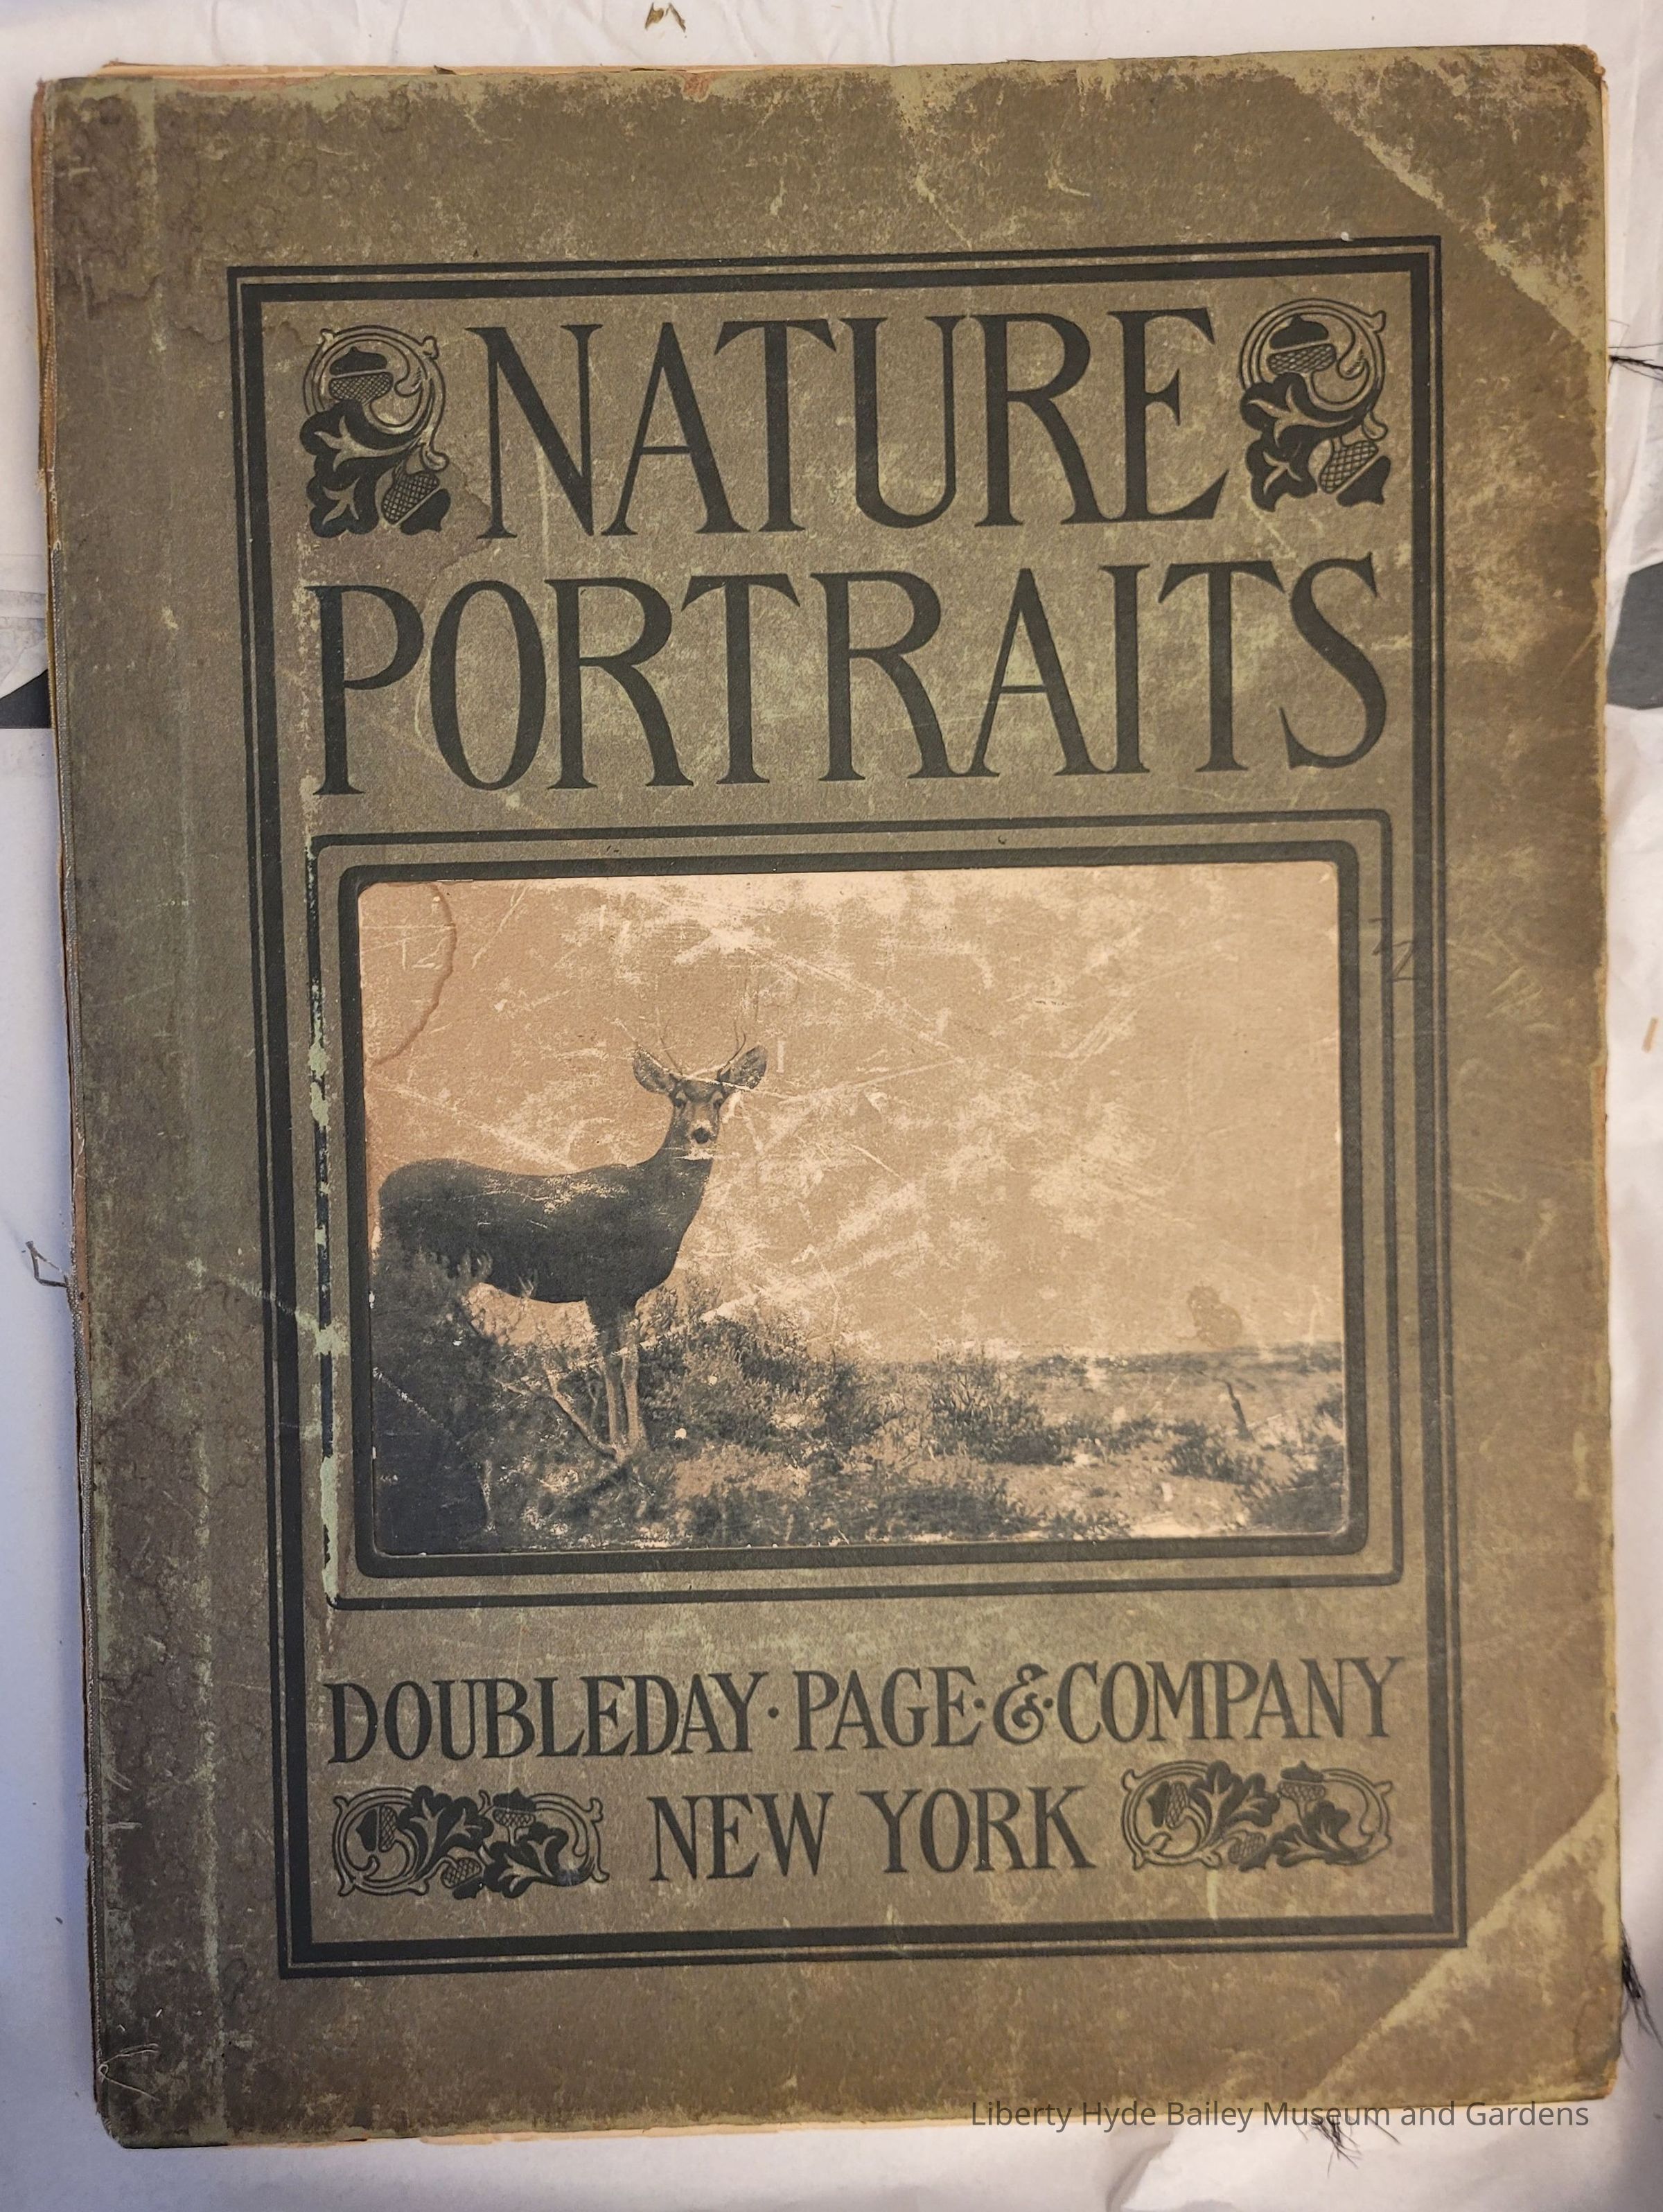 NATURE
PORTRAITS
DOUBLEDAY · PAGE · & · COMPANY
NEW YORK
Liberty Hyde Bailey Museum and Gardens